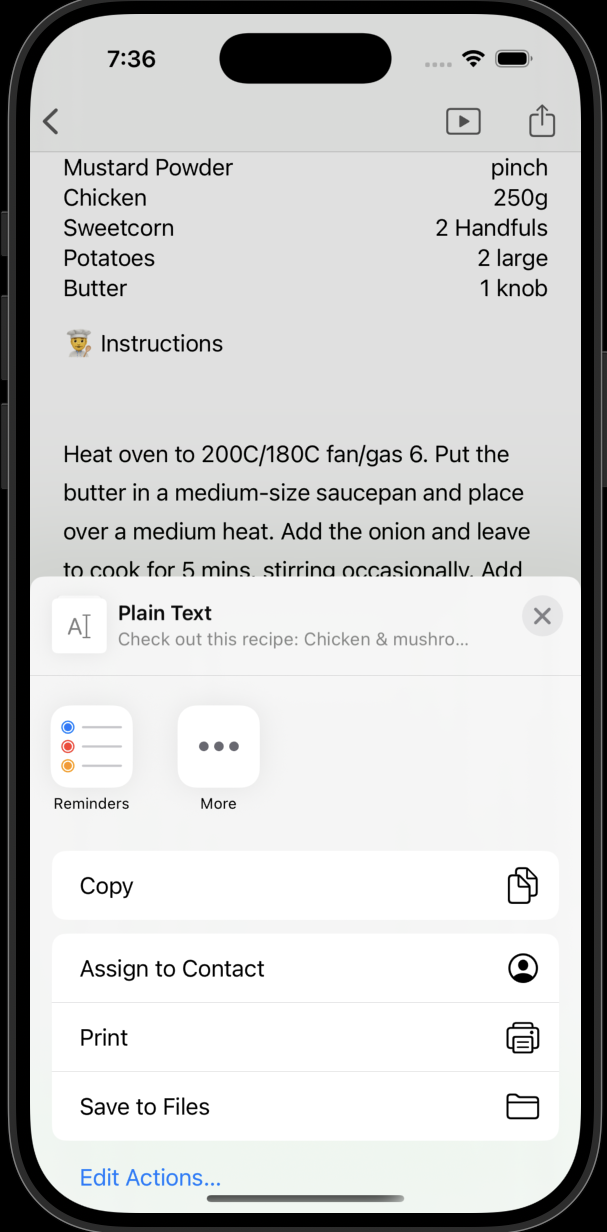 7:36
Mustard Powder pinch
Chicken 250g
Sweetcorn 2 Handfuls
Potatoes 2 large
Butter 1 knob
Instructions
Heat oven to 200C/180C fan/gas 6. Put the
butter in a medium-size saucepan and place
over a medium heat. Add the onion and leave
to cook for 5 mins, stirring occasionally. Add
Plain Text
Check out this recipe: Chicken & mushro...
Reminders
More
Copy
Assign to Contact
Print
Save to Files
Edit Actions...